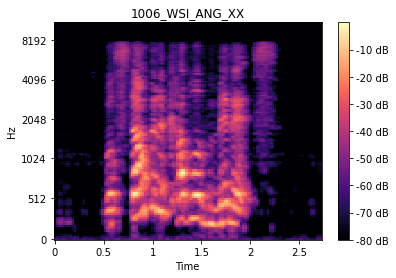 1006_WSI_ANG_XX
8192
4096
2048
1024
512
0
Hz
0
0.5
1
1.5
2
2.5
Time
-10 dB
-20 dB
-30 dB
-40 dB
-50 dB
-60 dB
-70 dB
-80 dB